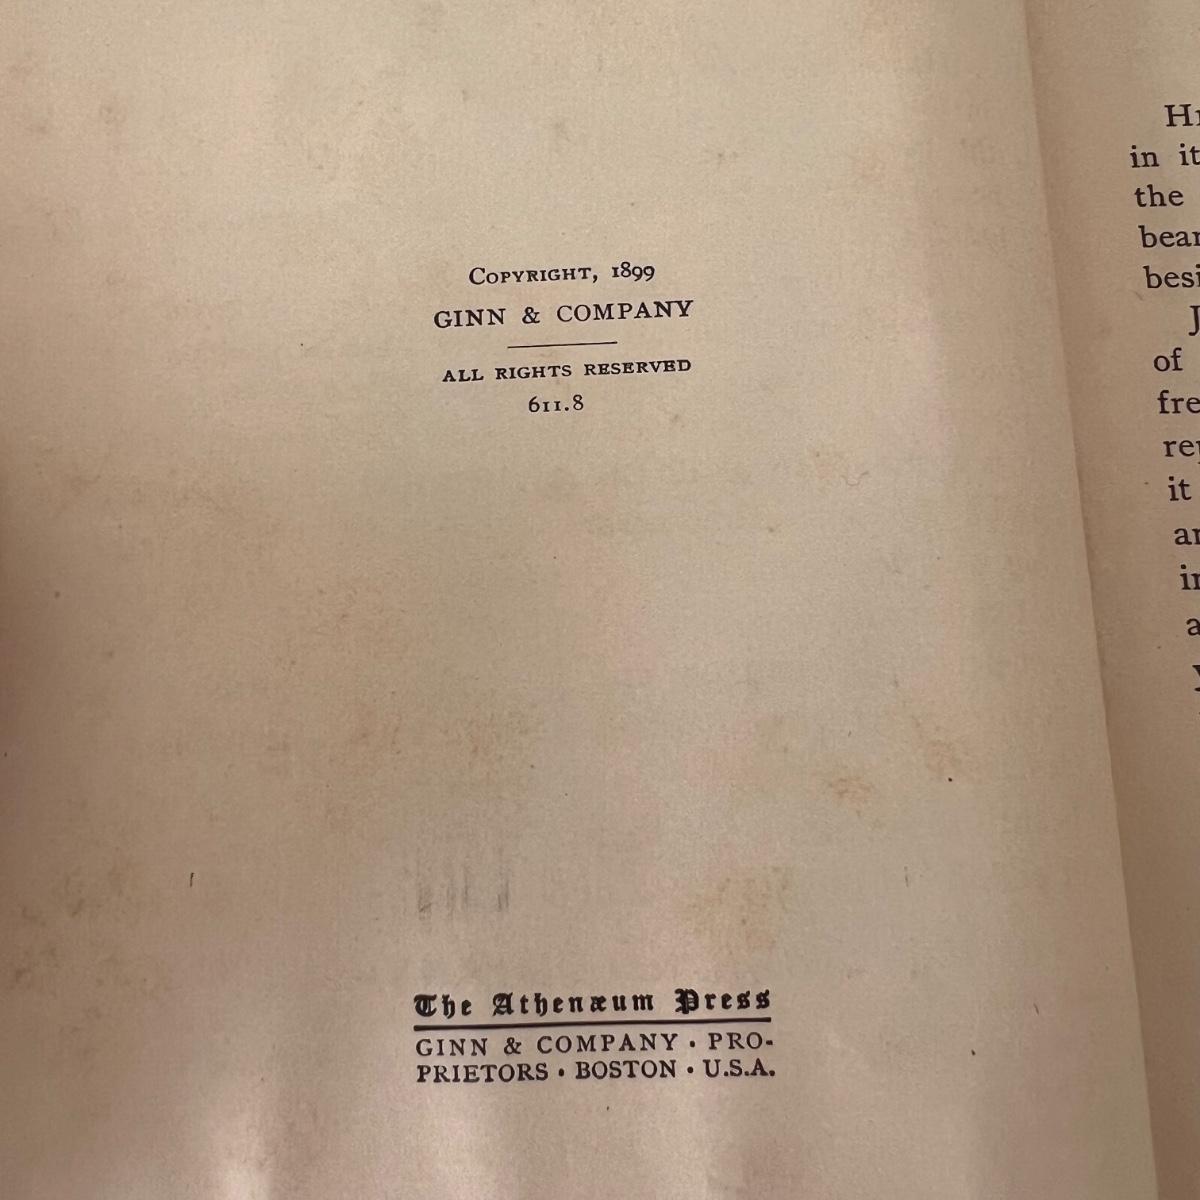 COPYRIGHT, 1899
GINN & COMPANY
ALL RIGHTS RESERVED
611.8
The Athenæum Press
GINN & COMPANY · PRO-
PRIETORS · BOSTON · U.S.A.
in
the
of
it